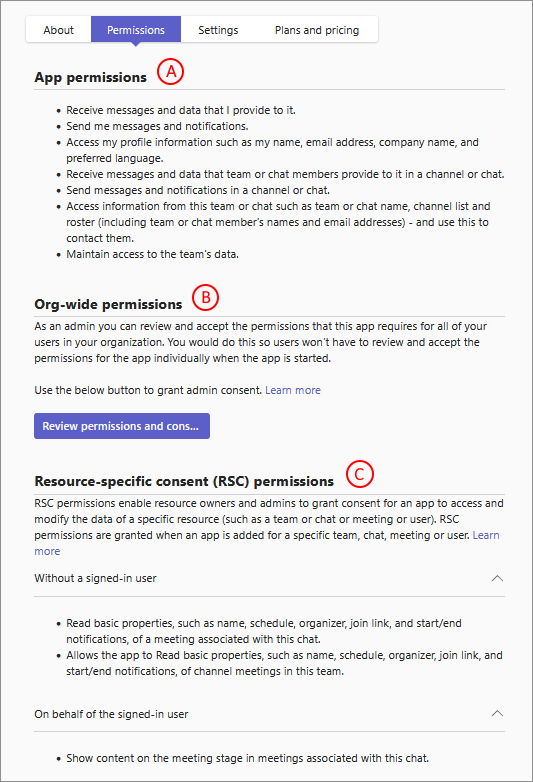 About Permissions Settings Plans and pricing
App permissions A
• Receive messages and data that I provide to it.
• Send me messages and notifications.
• Access my profile information such as my name, email address, company name, and
preferred language.
• Receive messages and data that team or chat members provide to it in a channel or chat.
• Send messages and notifications in a channel or chat.
• Access information from this team or chat such as team or chat name, channel list and
roster (including team or chat member's names and email addresses) - and use this to
contact them.
• Maintain access to the team's data.
Org-wide permissions B
As an admin you can review and accept the permissions that this app requires for all of your
users in your organization. You would do this so users won't have to review and accept the
permissions for the app individually when the app is started.
Use the below button to grant admin consent. Learn more
Review permissions and cons...
Resource-specific consent (RSC) permissions C
RSC permissions enable resource owners and admins to grant consent for an app to access and
modify the data of a specific resource (such as a team or chat or meeting or user). RSC
permissions are granted when an app is added for a specific team, chat, meeting or user. Learn
more
Without a signed-in user
• Read basic properties, such as name, schedule, organizer, join link, and start/end
notifications, of a meeting associated with this chat.
• Allows the app to Read basic properties, such as name, schedule, organizer, join link, and
start/end notifications, of channel meetings in this team.
On behalf of the signed-in user
• Show content on the meeting stage in meetings associated with this chat.